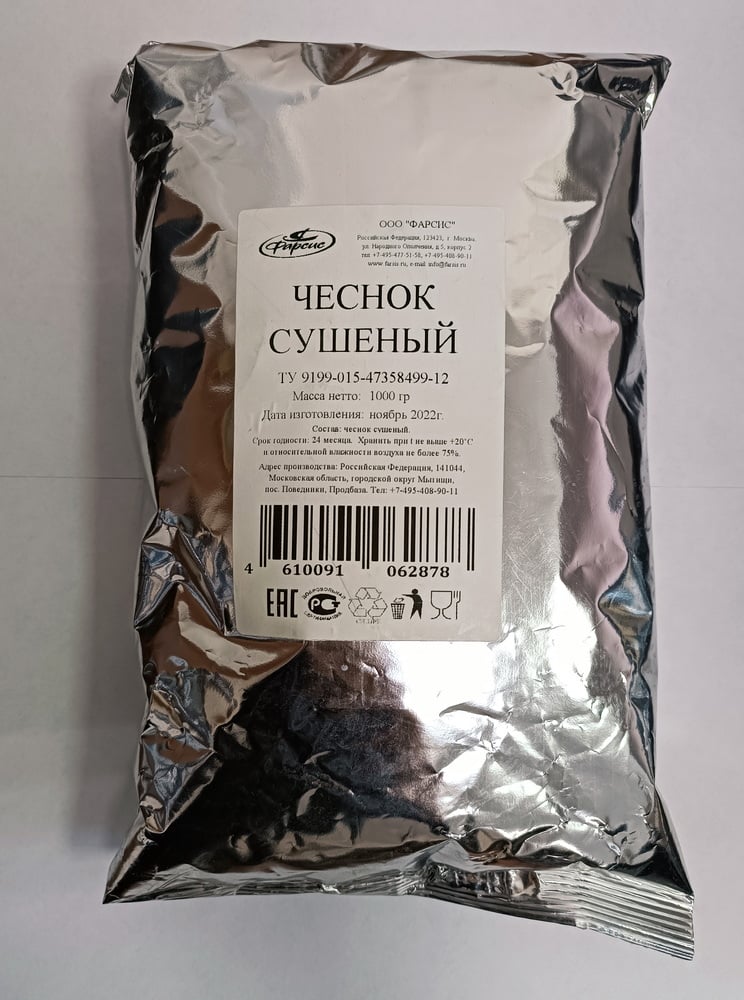 Фарсис
ООО "ФАРСИС"
Российская Федерация, 123423, г. Москва,
ул. Народного Ополчения, д.5, корпус 2
тел. +7-495-477-51-58, +7-495-408-90-11
www. farsis ru, e-mail: info@farsis.ru
ЧЕСНОК
СУШЕНЫЙ
ТУ 9199-015-47358499-12
Масса нетто: 1000 гр
Дата изготовления: ноябрь 2022г.
Состав: чеснок сушеный.
Срок годности: 24 месяца. Хранить при t не выше +20°С
и относительной влажности воздуха не более 75%.
Адрес производства: Российская Федерация, 141044,
Московская область, городской округ Мытищи,
пос. Поведники, Продбаза. Тел: +7-495-408-90-11
4 610091 062878
ЕАС ДОБРОВОЛЬНАЯ СЕРТИФИКАЦИЯ РС